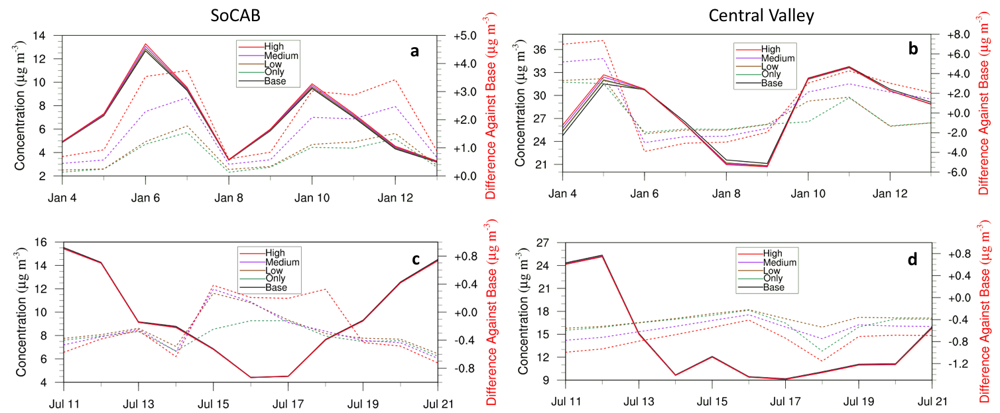 SoCAB
Central Valley
Concentration (μg m-3)
14
12
10
8
6
4
2
a
High
Medium
Low
Only
Base
+5.0
+4.0
+3.0
+2.0
+1.0
+0.0
Difference Against Base (μg m-3)
Jan 4
Jan 6
Jan 8
Jan 10
Jan 12
Concentration (μg m-3)
36
33
30
27
24
21
b
High
Medium
Low
Only
Base
+8.0
+6.0
+4.0
+2.0
+0.0
-2.0
-4.0
-6.0
Difference Against Base (μg m-3)
Jan 4
Jan 6
Jan 8
Jan 10
Jan 12
Concentration (μg m-3)
16
14
12
10
8
6
4
c
High
Medium
Low
Only
Base
+0.8
+0.4
+0.0
-0.4
-0.8
Difference Against Base (μg m-3)
Jul 11
Jul 13
Jul 15
Jul 17
Jul 19
Jul 21
Concentration (μg m-3)
27
24
21
18
15
12
9
d
High
Medium
Low
Only
Base
+0.8
+0.4
+0.0
-0.4
-0.8
-1.2
Difference Against Base (μg m-3)
Jul 11
Jul 13
Jul 15
Jul 17
Jul 19
Jul 21